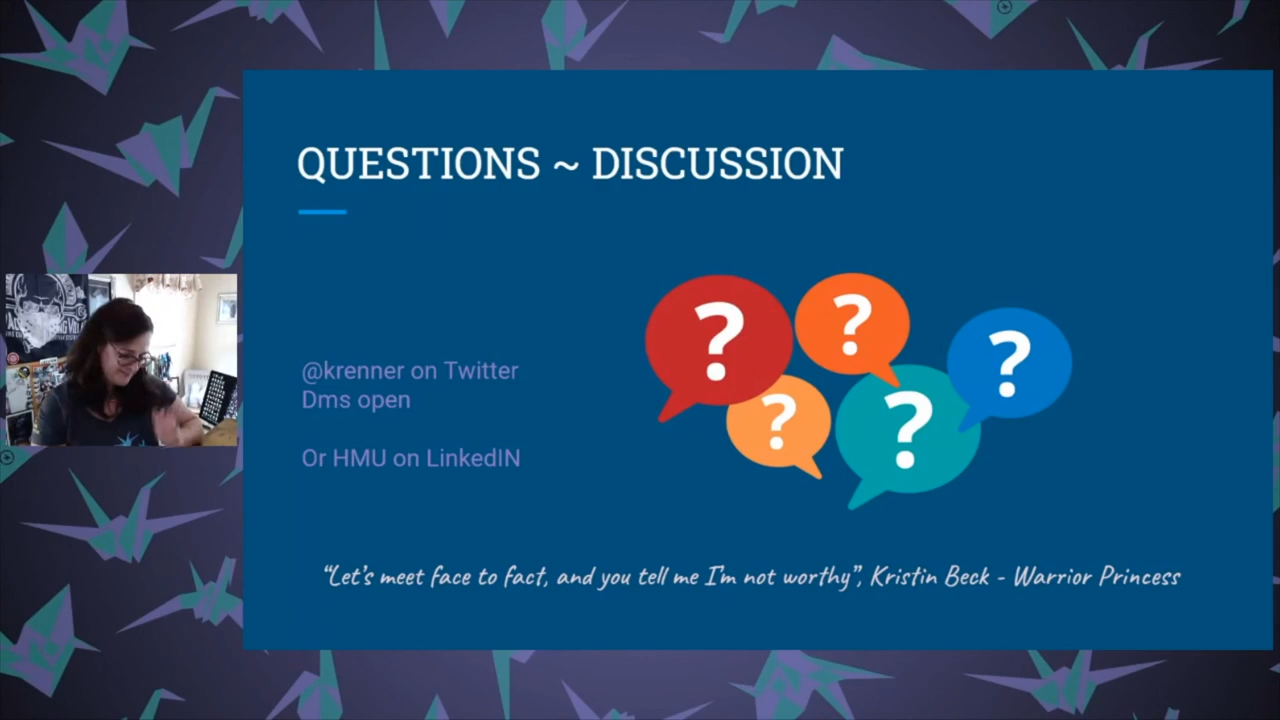 QUESTIONS ~ DISCUSSION
?
?
?
?
?
@krenner on Twitter
Dms open
Or HMU on LinkedIN
“Let’s meet face to fact, and you tell me I’m not worthy”, Kristin Beck - Warrior Princess